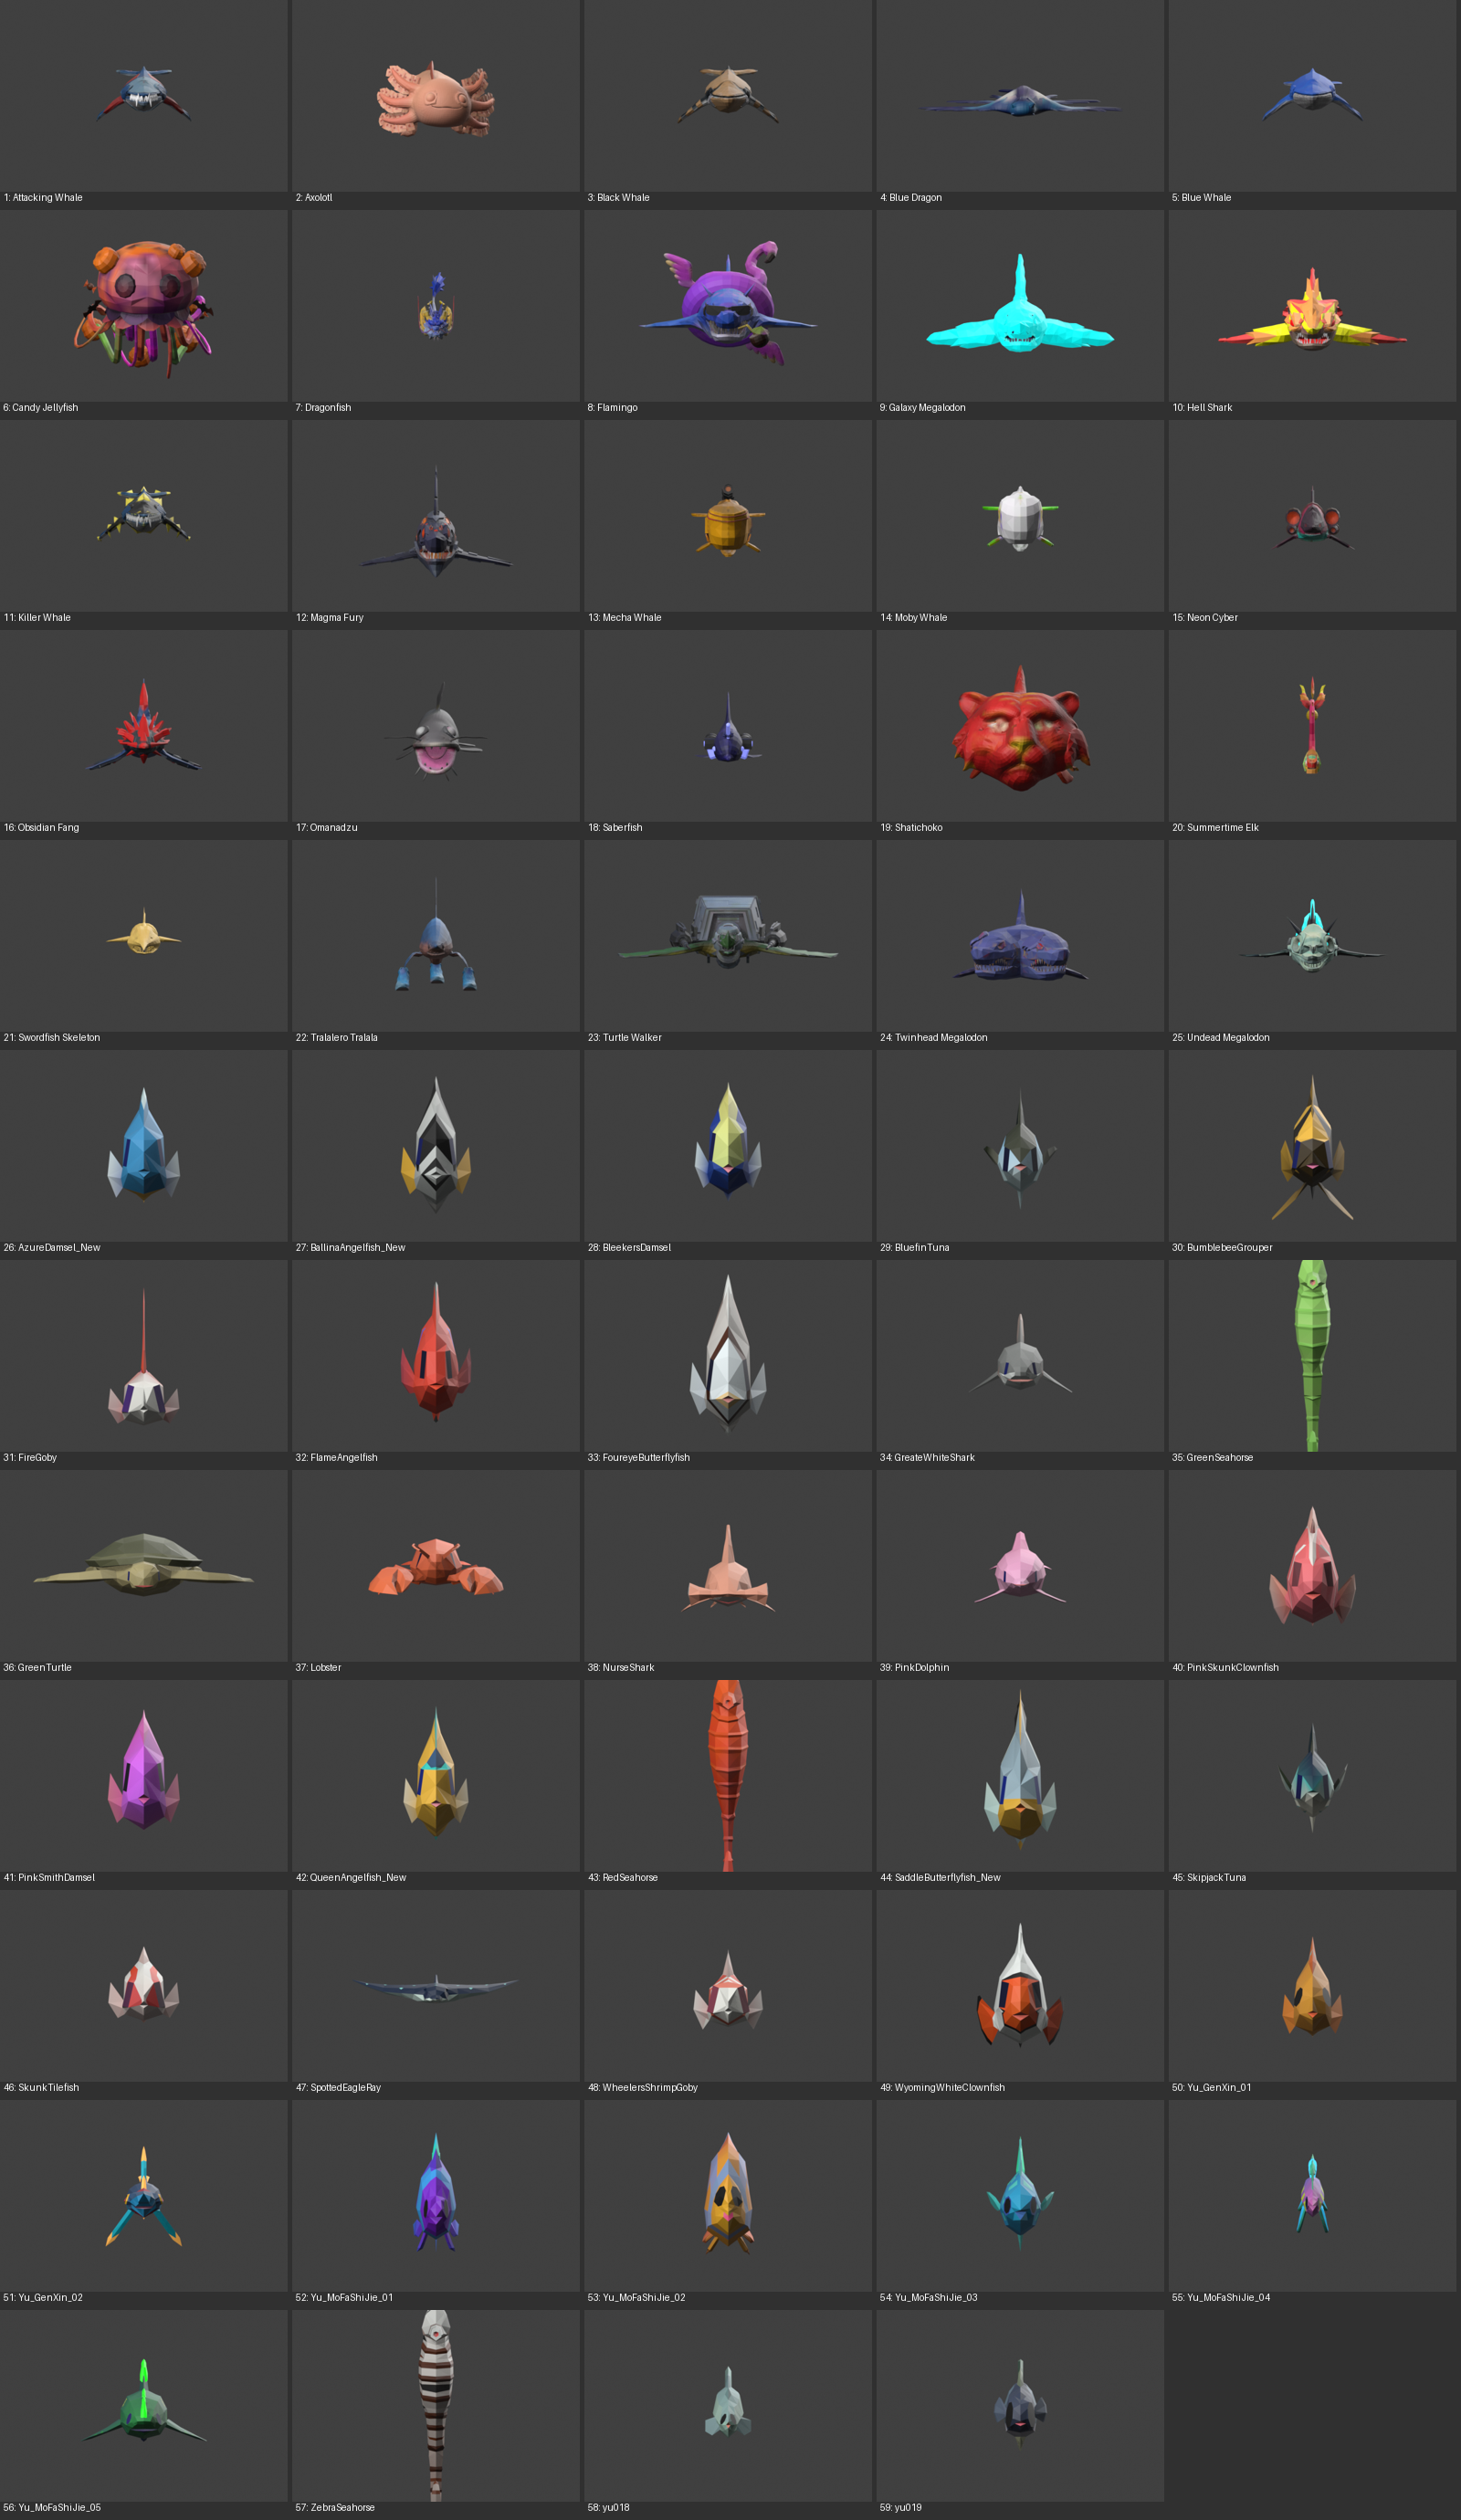 1: Attacking Whale
2: Axolotl
3: Black Whale
4: Blue Dragon
5: Blue Whale
6: Candy Jellyfish
7: Dragonfish
8: Flamingo
9: Galaxy Megalodon
10: Hell Shark
11: Killer Whale
12: Magma Fury
13: Mecha Whale
14: Moby Whale
15: Neon Cyber
16: Obsidian Fang
17: Omanadzu
18: Saberfish
19: Shatichoko
20: Summertime Elk
21: Swordfish Skeleton
22: Tralalero Tralala
23: Turtle Walker
24: Twinhead Megalodon
25: Undead Megalodon
26: AzureDamsel_New
27: BallinaAngelfish_New
28: BleekersDamsel
29: BluefinTuna
30: BumblebeeGrouper
31: FireGoby
32: FlameAngelfish
33: FoureyeButterflyfish
34: GreateWhiteShark
35: GreenSeahorse
36: GreenTurtle
37: Lobster
38: NurseShark
39: PinkDolphin
40: PinkSkunkClownfish
41: PinkSmithDamsel
42: QueenAngelfish_New
43: RedSeahorse
44: SaddleButterflyfish_New
45: SkipjackTuna
46: SkunkTilefish
47: SpottedEagleRay
48: WheelersShrimpGoby
49: WyomingWhiteClownfish
50: Yu_GenXin_01
51: Yu_GenXin_02
52: Yu_MoFaShiJie_01
53: Yu_MoFaShiJie_02
54: Yu_MoFaShiJie_03
55: Yu_MoFaShiJie_04
56: Yu_MoFaShiJie_05
57: ZebraSeahorse
58: yu018
59: yu019